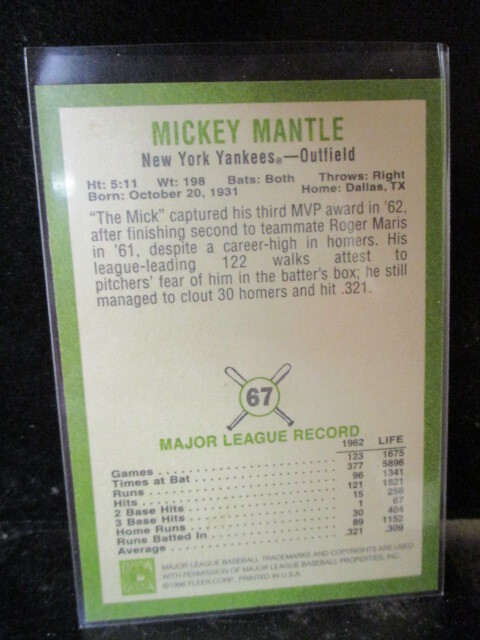 MICKEY MANTLE
New York Yankees®—Outfield
Ht: 5:11 Wt: 198 Bats: Both Throws: Right
Born: October 20, 1931 Home: Dallas, TX
"The Mick" captured his third MVP award in '62,
after finishing second to teammate Roger Maris
in '61, despite a career-high in homers. His
league-leading 122 walks attest to
pitchers' fear of him in the batter's box; he still
managed to clout 30 homers and hit .321.
67
MAJOR LEAGUE RECORD
1962 LIFE
Games 123 1675
Times at Bat 377 5896
Runs 96 1341
Hits 121 1821
2 Base Hits 15 256
3 Base Hits 1 67
Home Runs 30 404
Runs Batted In 89 1152
Average .321 .309
MAJOR LEAGUE BASEBALL TRADEMARKS AND COPYRIGHTS ARE USED
WITH PERMISSION OF MAJOR LEAGUE BASEBALL PROPERTIES, INC.
©1998 FLEER CORP. PRINTED IN U.S.A.